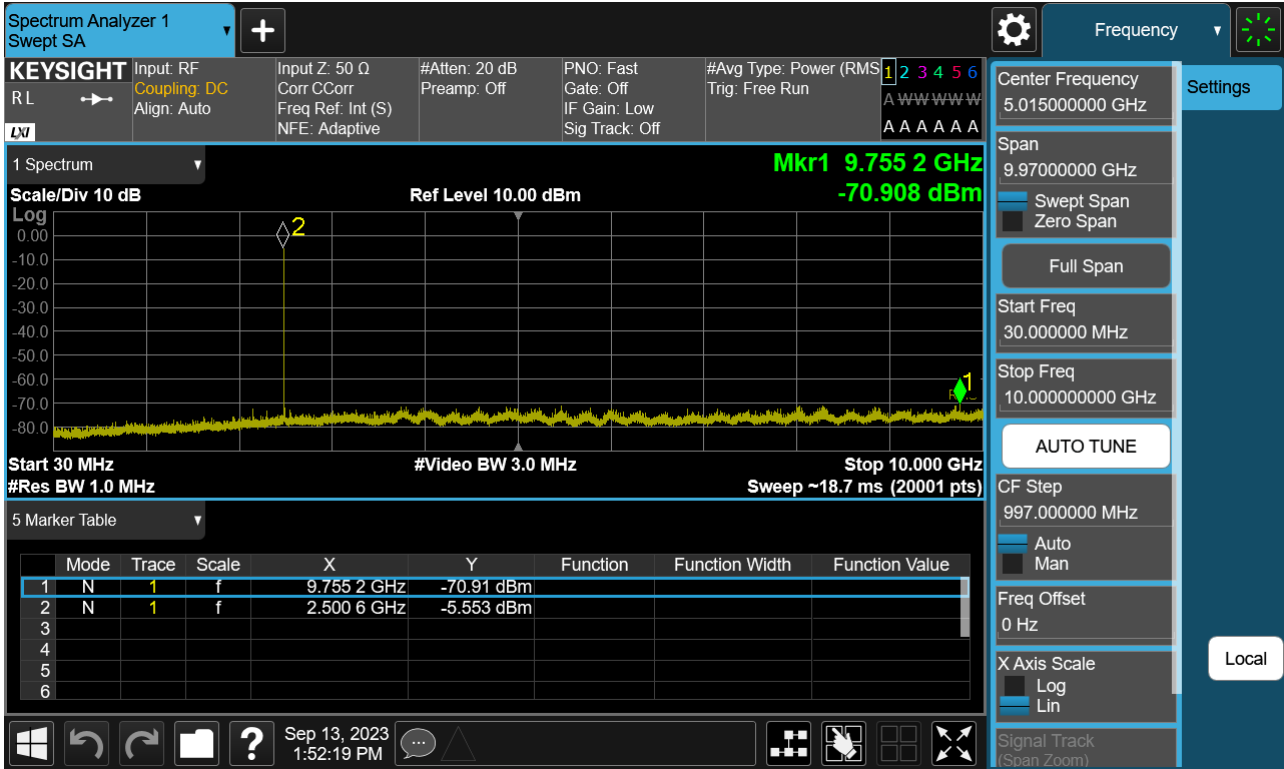 Spectrum Analyzer 1
Swept SA
Frequency
KEYSIGHT
R L
LXI
Input: RF
Coupling: DC
Align: Auto
Input Z: 50 Ω
Corr CCorr
Freq Ref: Int (S)
NFE: Adaptive
#Atten: 20 dB
Preamp: Off
PNO: Fast
Gate: Off
IF Gain: Low
Sig Track: Off
#Avg Type: Power (RMS
Trig: Free Run
1 2 3 4 5 6
A W W W W W
A A A A A A
1 Spectrum
Mkr1 9.755 2 GHz
-70.908 dBm
Scale/Div 10 dB
Ref Level 10.00 dBm
Log
0.00
-10.0
-20.0
-30.0
-40.0
-50.0
-60.0
-70.0
-80.0
2
1
Start 30 MHz
#Video BW 3.0 MHz
Stop 10.000 GHz
#Res BW 1.0 MHz
Sweep ~18.7 ms (20001 pts)
5 Marker Table
Mode Trace Scale X Y Function Function Width Function Value
1 N 1 f 9.755 2 GHz -70.91 dBm
2 N 1 f 2.500 6 GHz -5.553 dBm
3
4
5
6
Sep 13, 2023
1:52:19 PM
Center Frequency
5.015000000 GHz
Span
9.97000000 GHz
Swept Span
Zero Span
Full Span
Start Freq
30.000000 MHz
Stop Freq
10.000000000 GHz
AUTO TUNE
CF Step
997.000000 MHz
Auto
Man
Freq Offset
0 Hz
X Axis Scale
Log
Lin
Signal Track
(Span Zoom)
Settings
Local